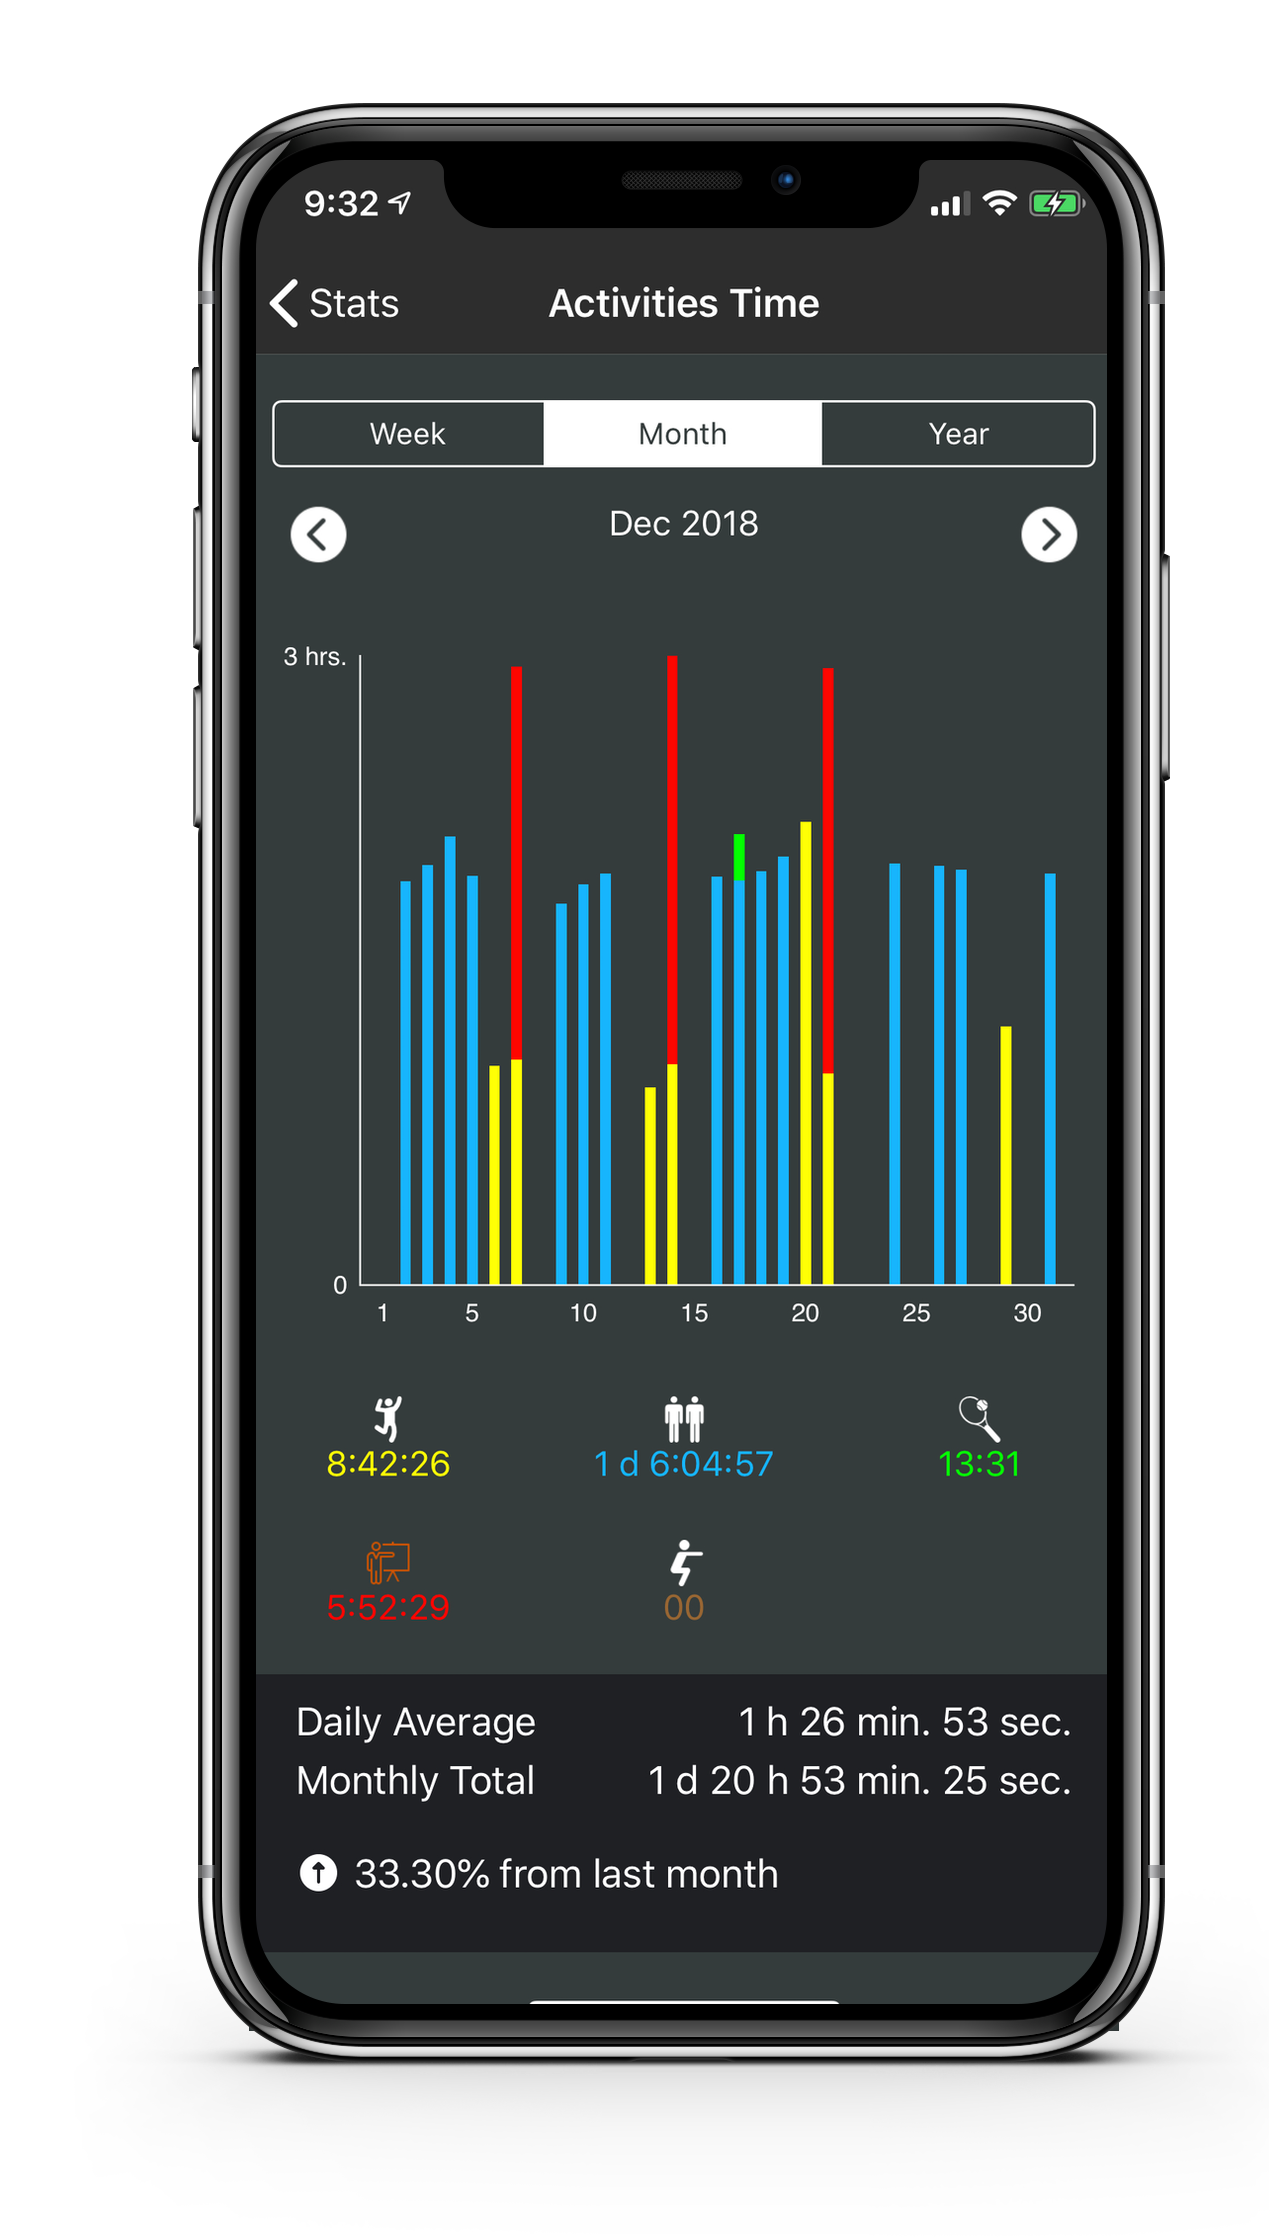 9:32
Stats
Activities Time
Week Month Year
Dec 2018
3 hrs.
0
1 5 10 15 20 25 30
8:42:26 1 d 6:04:57 13:31
5:52:29 00
Daily Average 1 h 26 min. 53 sec.
Monthly Total 1 d 20 h 53 min. 25 sec.
33.30% from last month